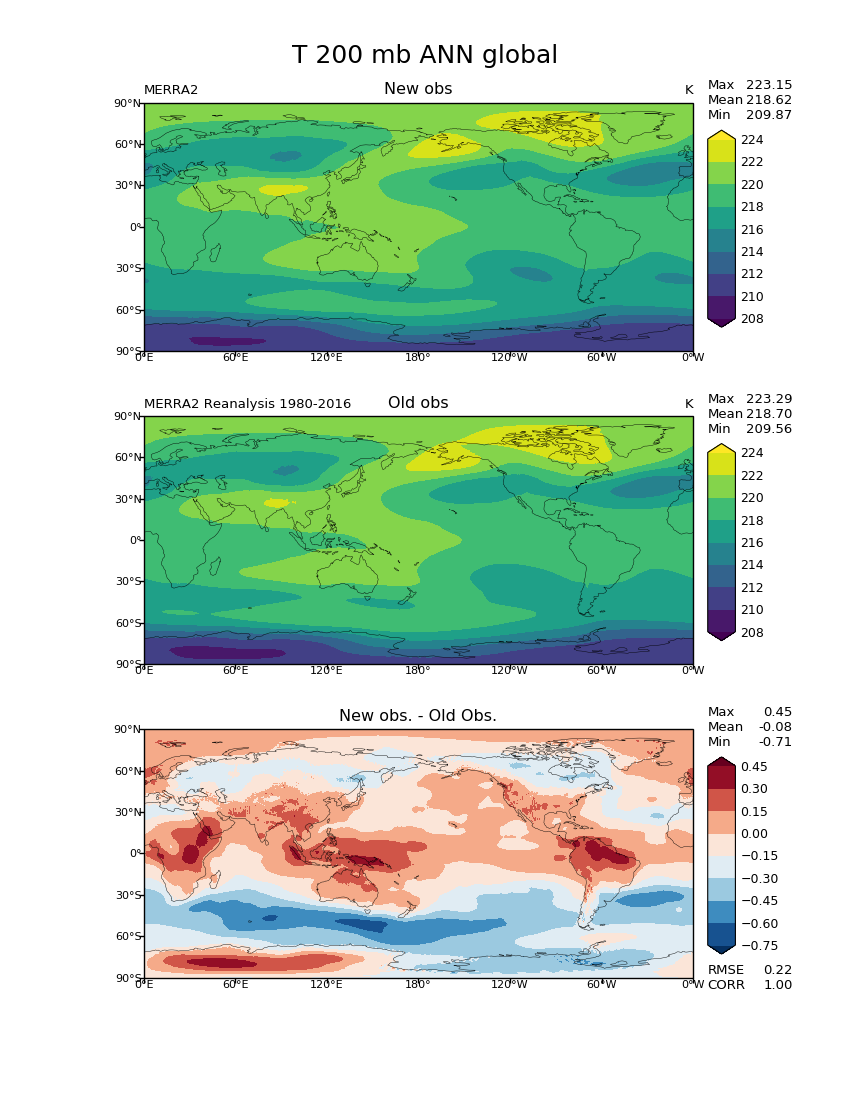 T 200 mb ANN global
MERRA2 New obs K
Max 223.15
Mean 218.62
Min 209.87
90°N
60°N
30°N
0°
30°S
60°S
90°S
0°E 60°E 120°E 180° 120°W 60°W 0°W
224
222
220
218
216
214
212
210
208
MERRA2 Reanalysis 1980-2016 Old obs K
Max 223.29
Mean 218.70
Min 209.56
90°N
60°N
30°N
0°
30°S
60°S
90°S
0°E 60°E 120°E 180° 120°W 60°W 0°W
224
222
220
218
216
214
212
210
208
New obs. - Old Obs.
Max 0.45
Mean -0.08
Min -0.71
90°N
60°N
30°N
0°
30°S
60°S
90°S
0°E 60°E 120°E 180° 120°W 60°W 0°W
0.45
0.30
0.15
0.00
−0.15
−0.30
−0.45
−0.60
−0.75
RMSE 0.22
CORR 1.00